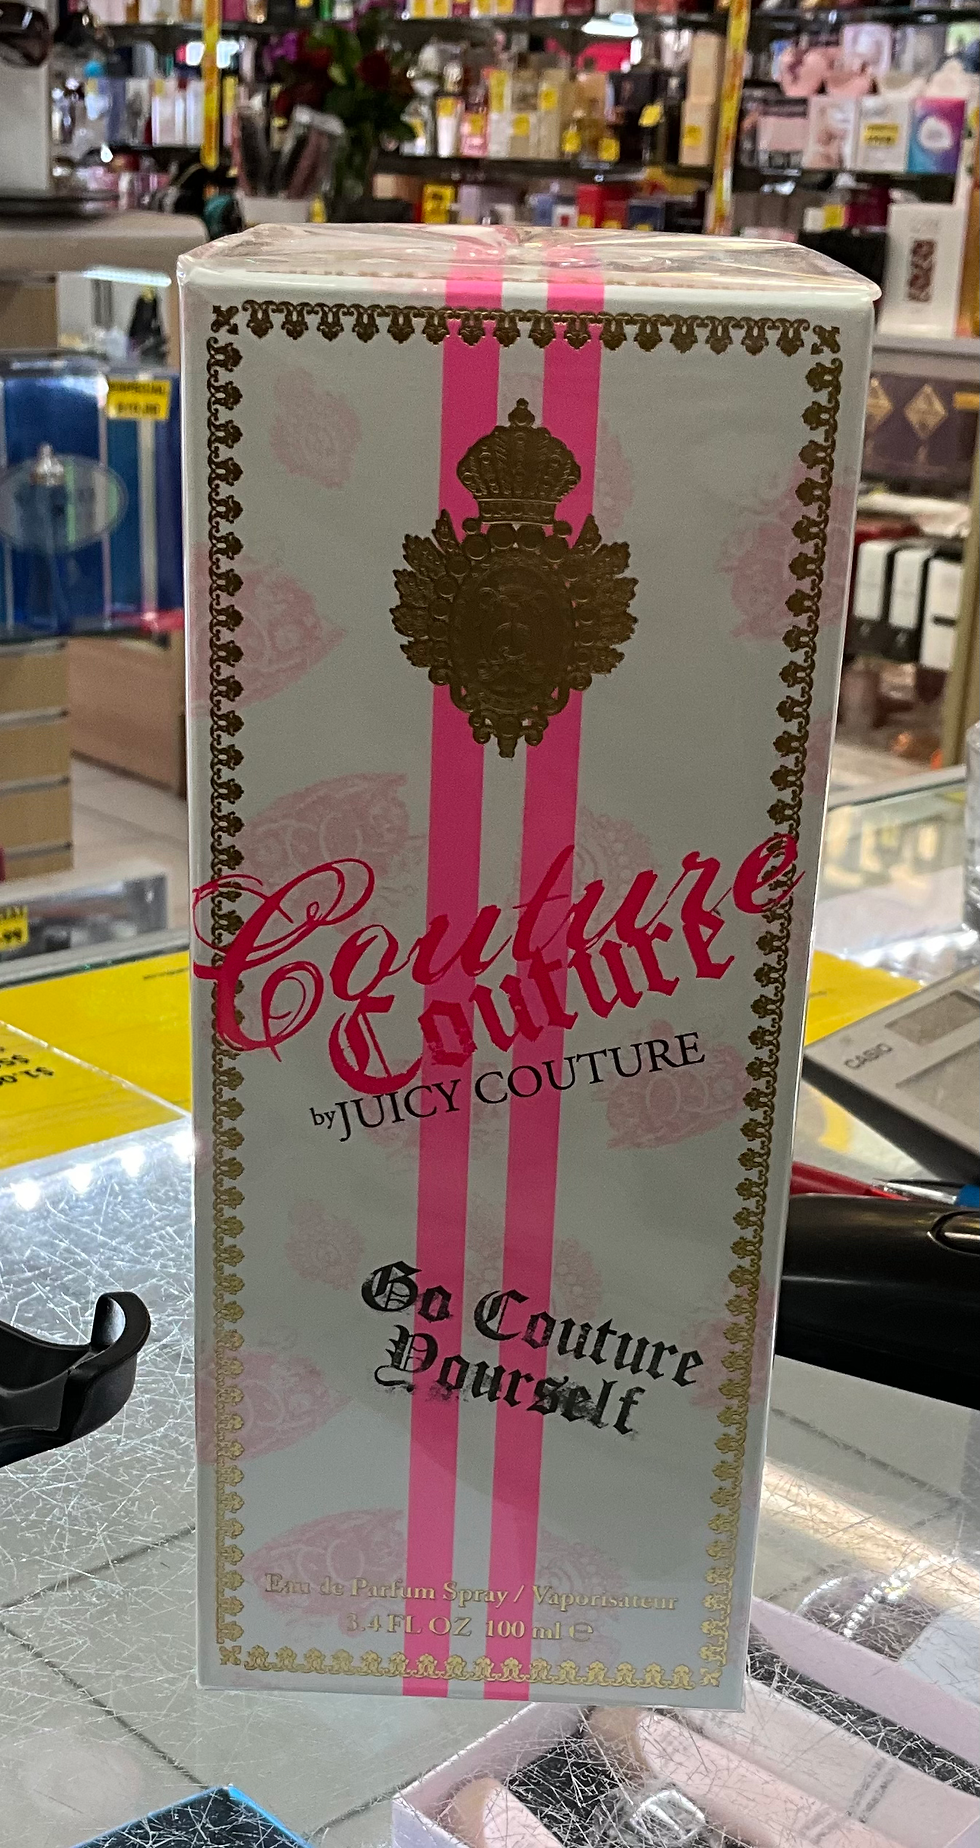 Couture
Couture
by JUICY COUTURE
Go Couture
Yourself
Eau de Parfum Spray / Vaporisateur
3.4 FL OZ 100 ml ℮
CASIO